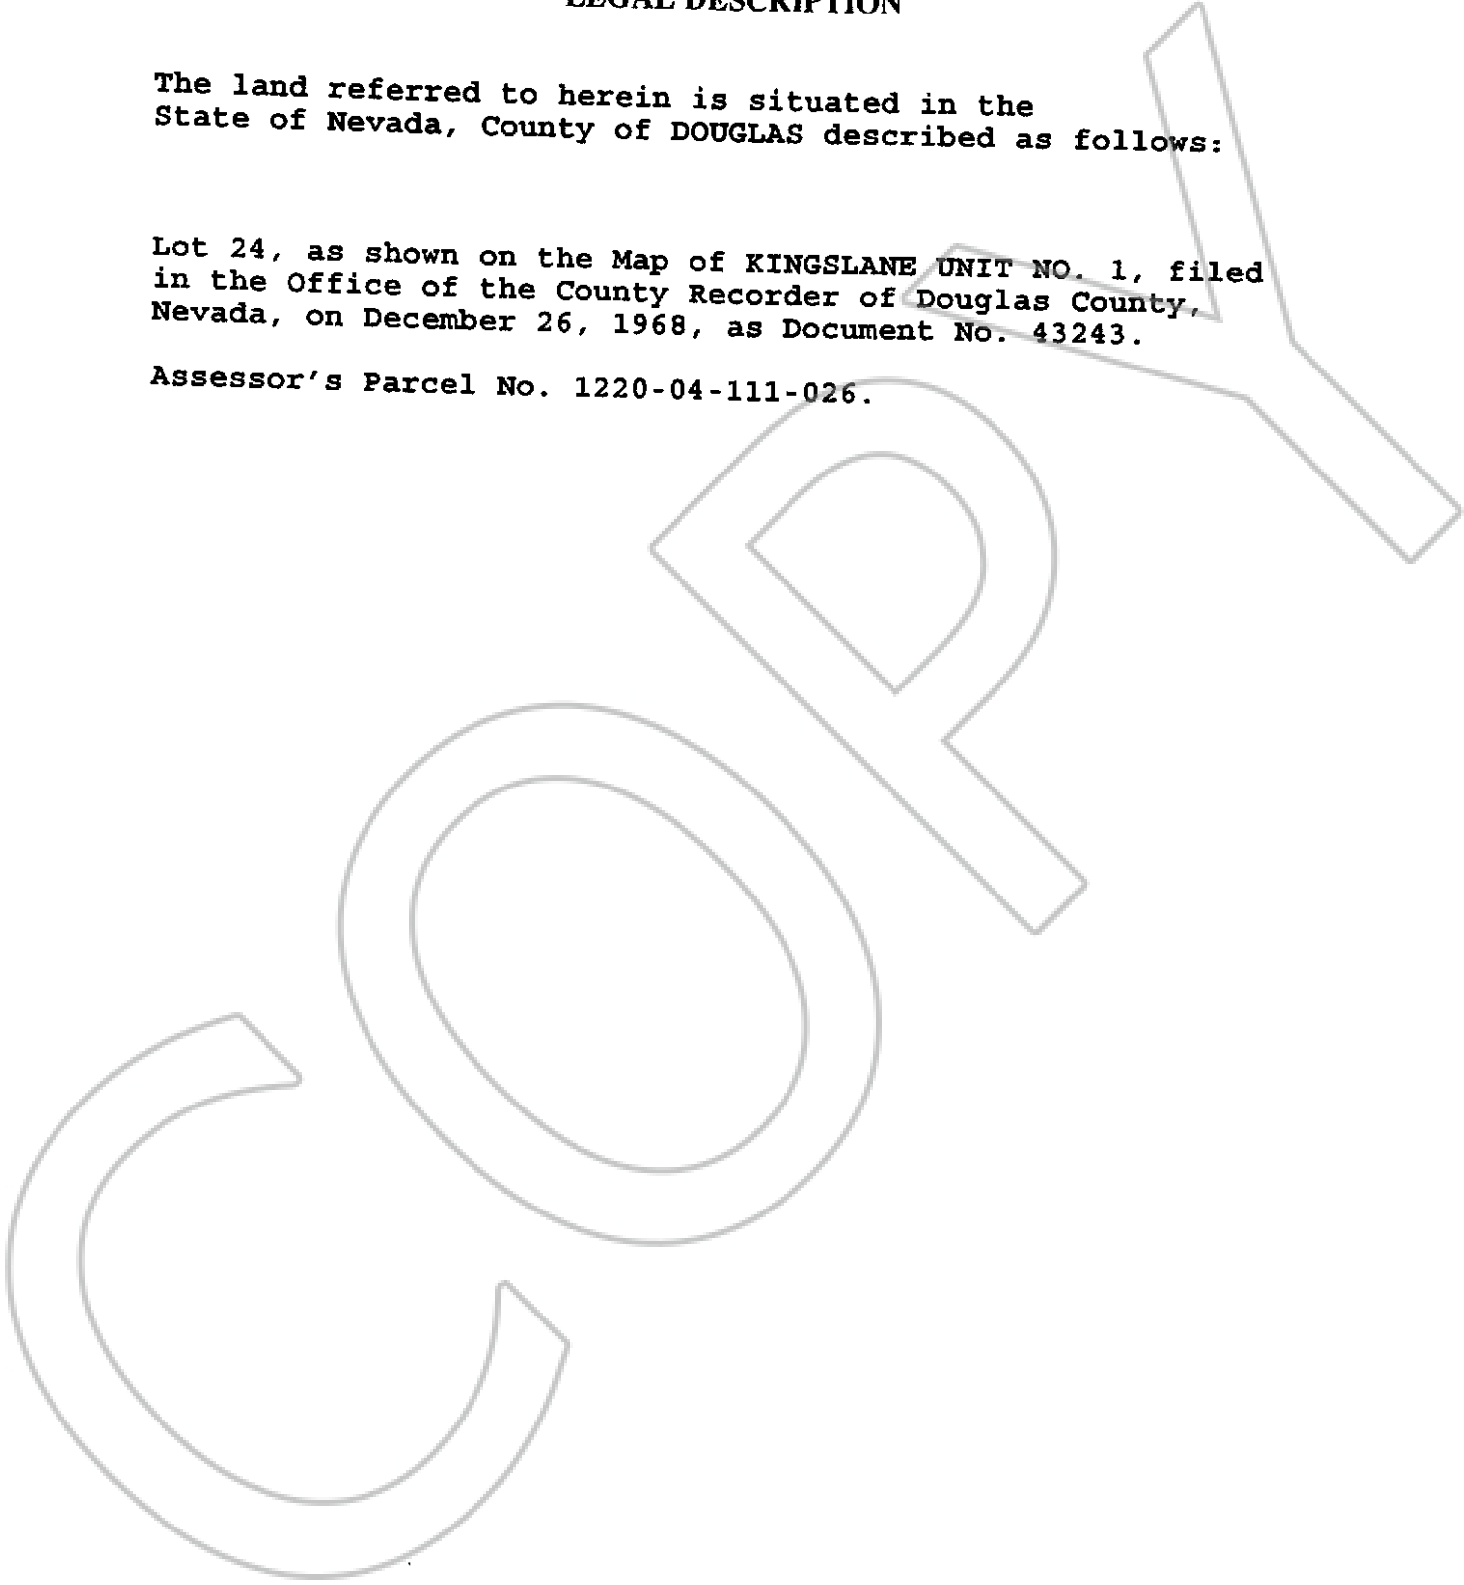 LEGAL DESCRIPTION
The land referred to herein is situated in the
State of Nevada, County of DOUGLAS described as follows:
Lot 24, as shown on the Map of KINGSLANE UNIT NO. 1, filed
in the Office of the County Recorder of Douglas County,
Nevada, on December 26, 1968, as Document No. 43243.
Assessor's Parcel No. 1220-04-111-026.
COPY